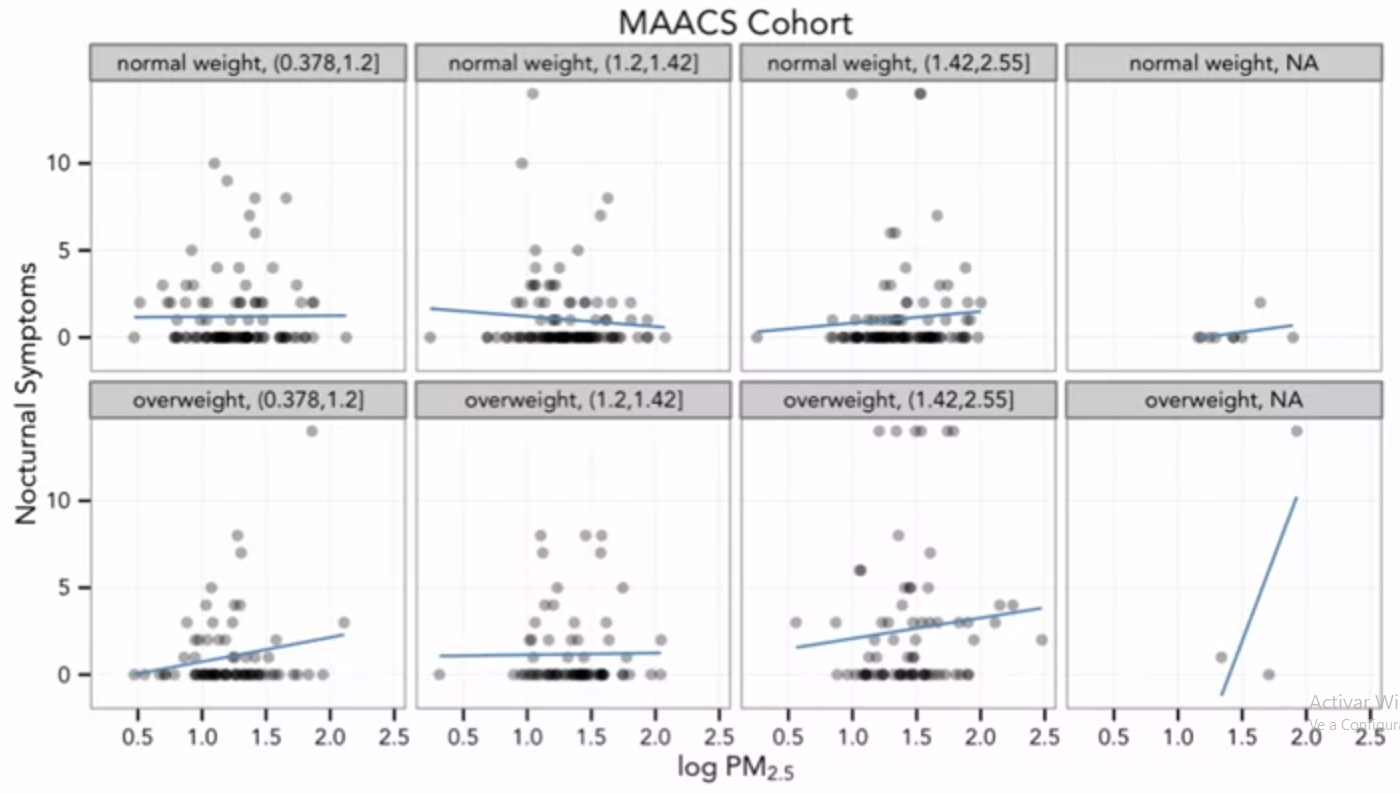 MAACS Cohort
normal weight, (0.378,1.2]
normal weight, (1.2,1.42]
normal weight, (1.42,2.55]
normal weight, NA
10
5
0
overweight, (0.378,1.2]
overweight, (1.2,1.42]
overweight, (1.42,2.55]
overweight, NA
10
5
0
Nocturnal Symptoms
0.5 1.0 1.5 2.0 2.5
0.5 1.0 1.5 2.0 2.5
0.5 1.0 1.5 2.0 2.5
0.5 1.0 1.5 2.0 2.5
log PM2.5
Activar Wi
Ve a Configura